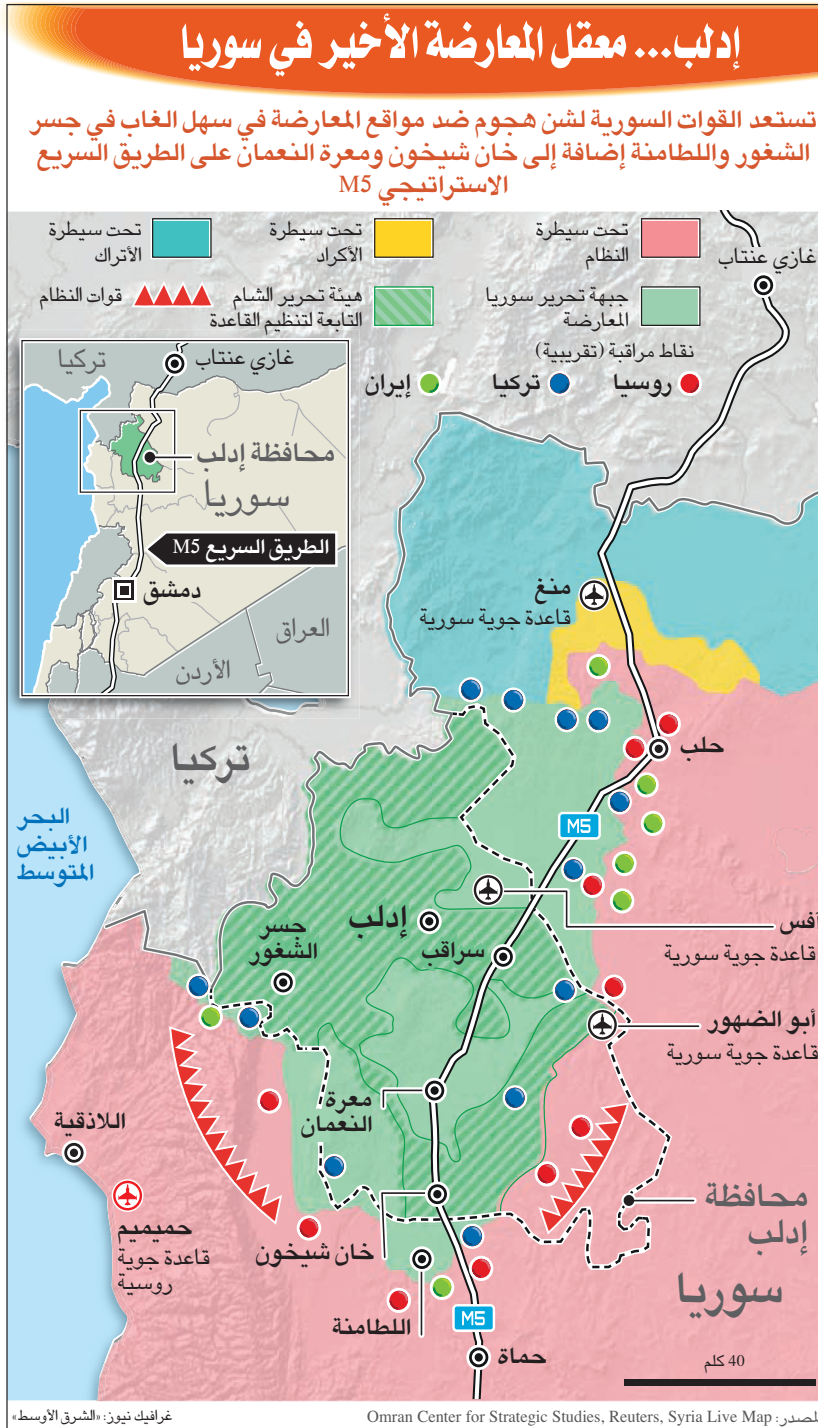 إدلب... معقل المعارضة الأخير في سوريا
تستعد القوات السورية لشن هجوم ضد مواقع المعارضة في سهل الغاب في جسر
الشغور واللطامنة إضافة إلى خان شيخون ومعرة النعمان على الطريق السريع
الاستراتيجي M5
تحت سيطرة
النظام
تحت سيطرة
الأكراد
تحت سيطرة
الأتراك
جبهة تحرير سوريا
المعارضة
هيئة تحرير الشام
التابعة لتنظيم القاعدة
قوات النظام
نقاط مراقبة (تقريبية)
روسيا
تركيا
إيران
غازي عنتاب
تركيا
غازي عنتاب
محافظة إدلب
سوريا
الطريق السريع M5
دمشق
العراق
الأردن
منغ
قاعدة جوية سورية
تركيا
حلب
البحر
الأبيض
المتوسط
M5
إدلب
جسر
الشغور
سراقب
أفس
قاعدة جوية سورية
أبو الضهور
قاعدة جوية سورية
معرة
النعمان
اللاذقية
حميميم
قاعدة جوية
روسية
خان شيخون
محافظة
إدلب
سوريا
اللطامنة
M5
حماة
40 كلم
المصدر: Omran Center for Strategic Studies, Reuters, Syria Live Map
غرافيك نيوز: «الشرق الأوسط»